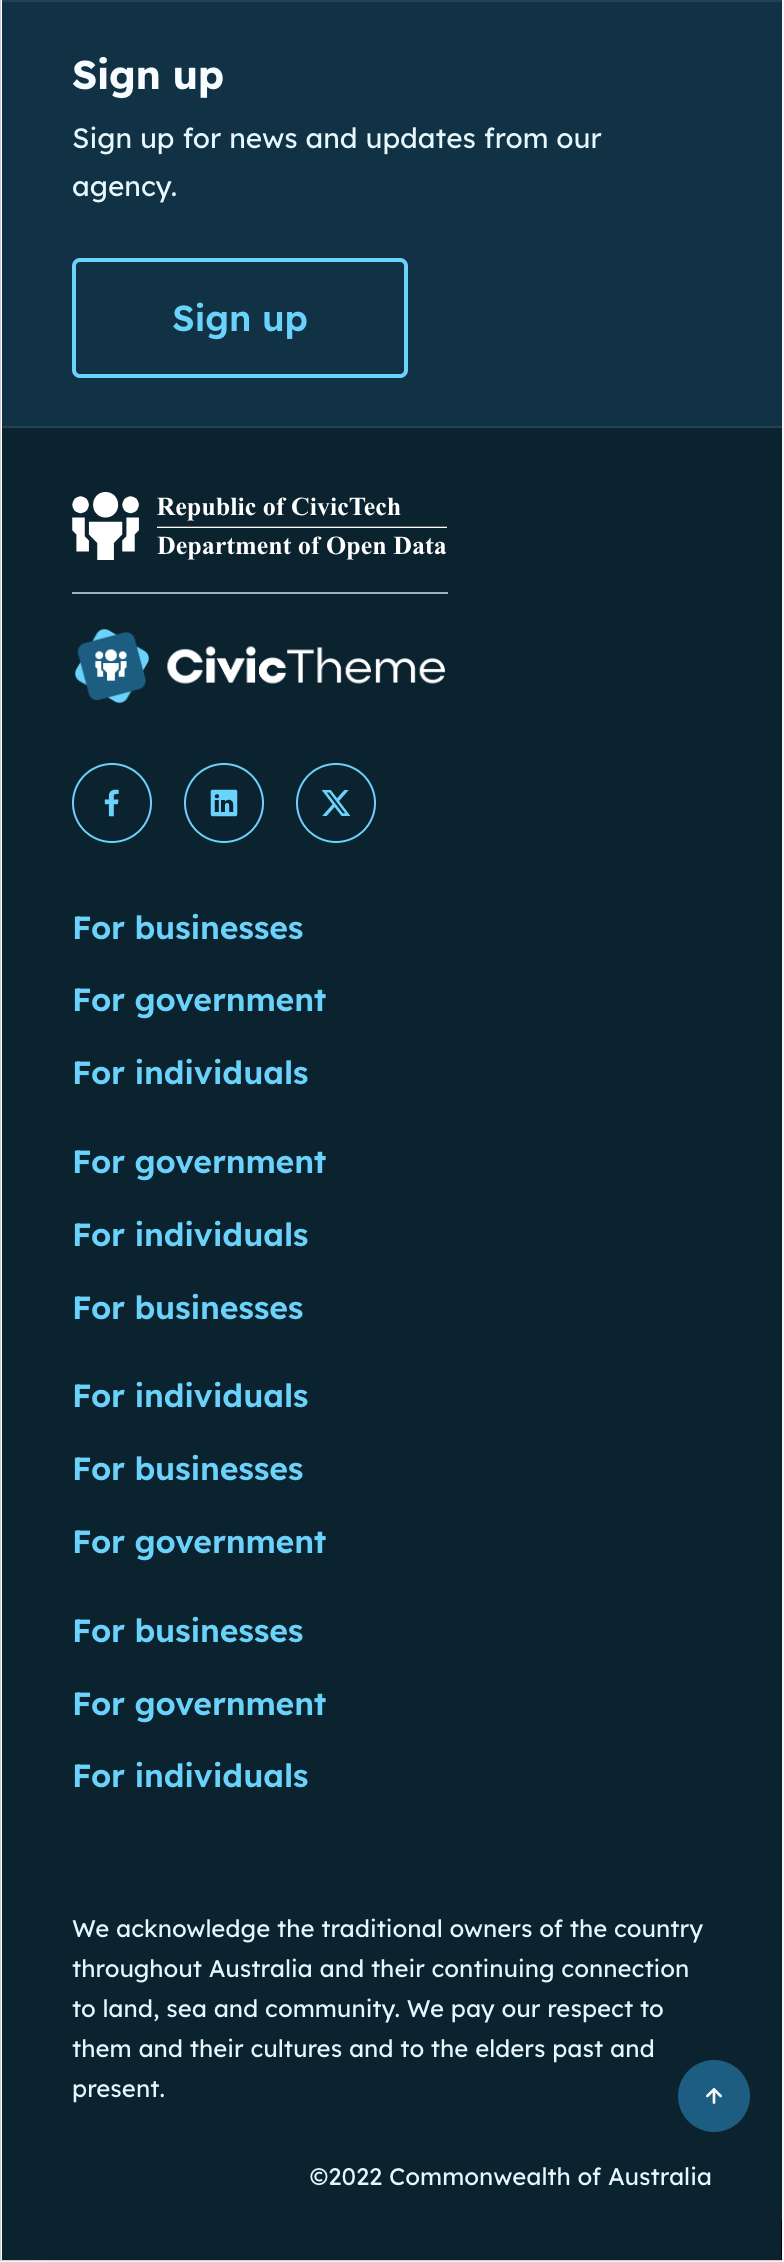 Sign up
Sign up for news and updates from our
agency.
Sign up
Republic of CivicTech
Department of Open Data
CivicTheme
For businesses
For government
For individuals
For government
For individuals
For businesses
For individuals
For businesses
For government
For businesses
For government
For individuals
We acknowledge the traditional owners of the country
throughout Australia and their continuing connection
to land, sea and community. We pay our respect to
them and their cultures and to the elders past and
present.
©2022 Commonwealth of Australia